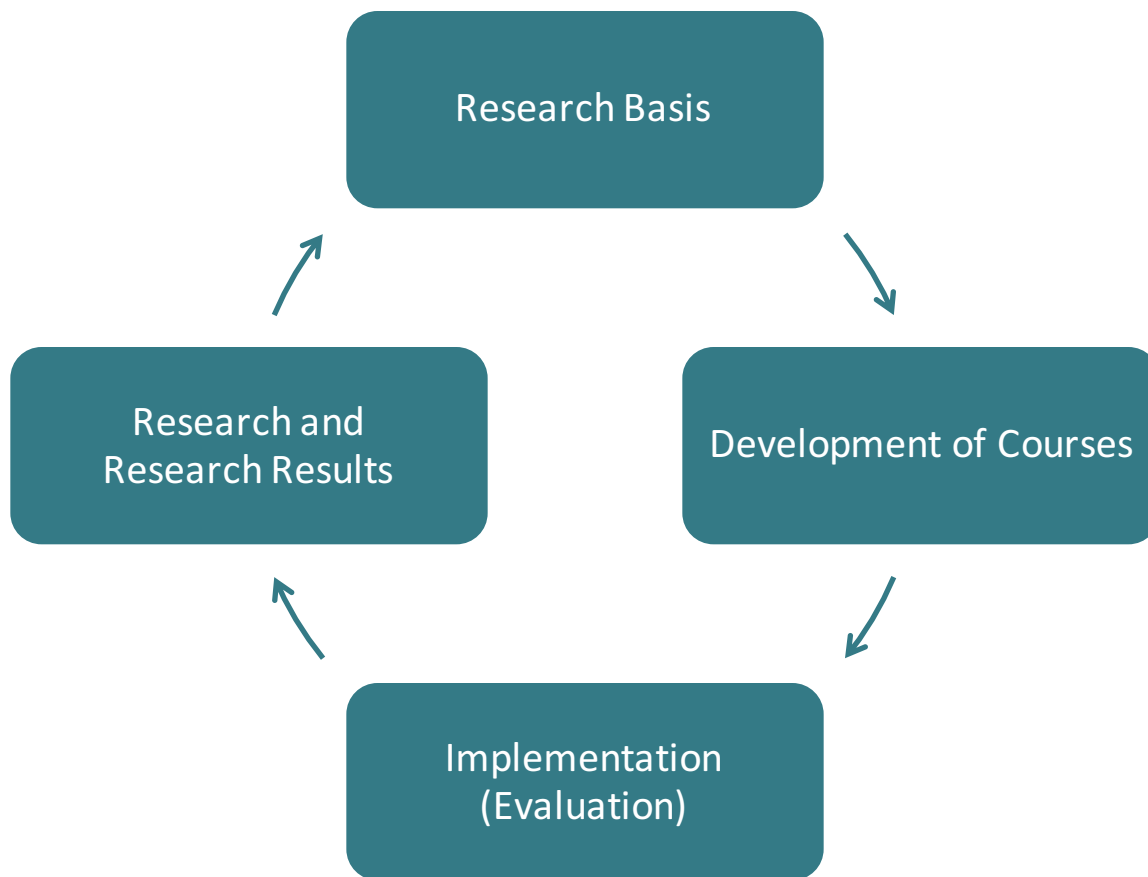 Research Basis
Research and
Research Results
Development of Courses
Implementation
(Evaluation)